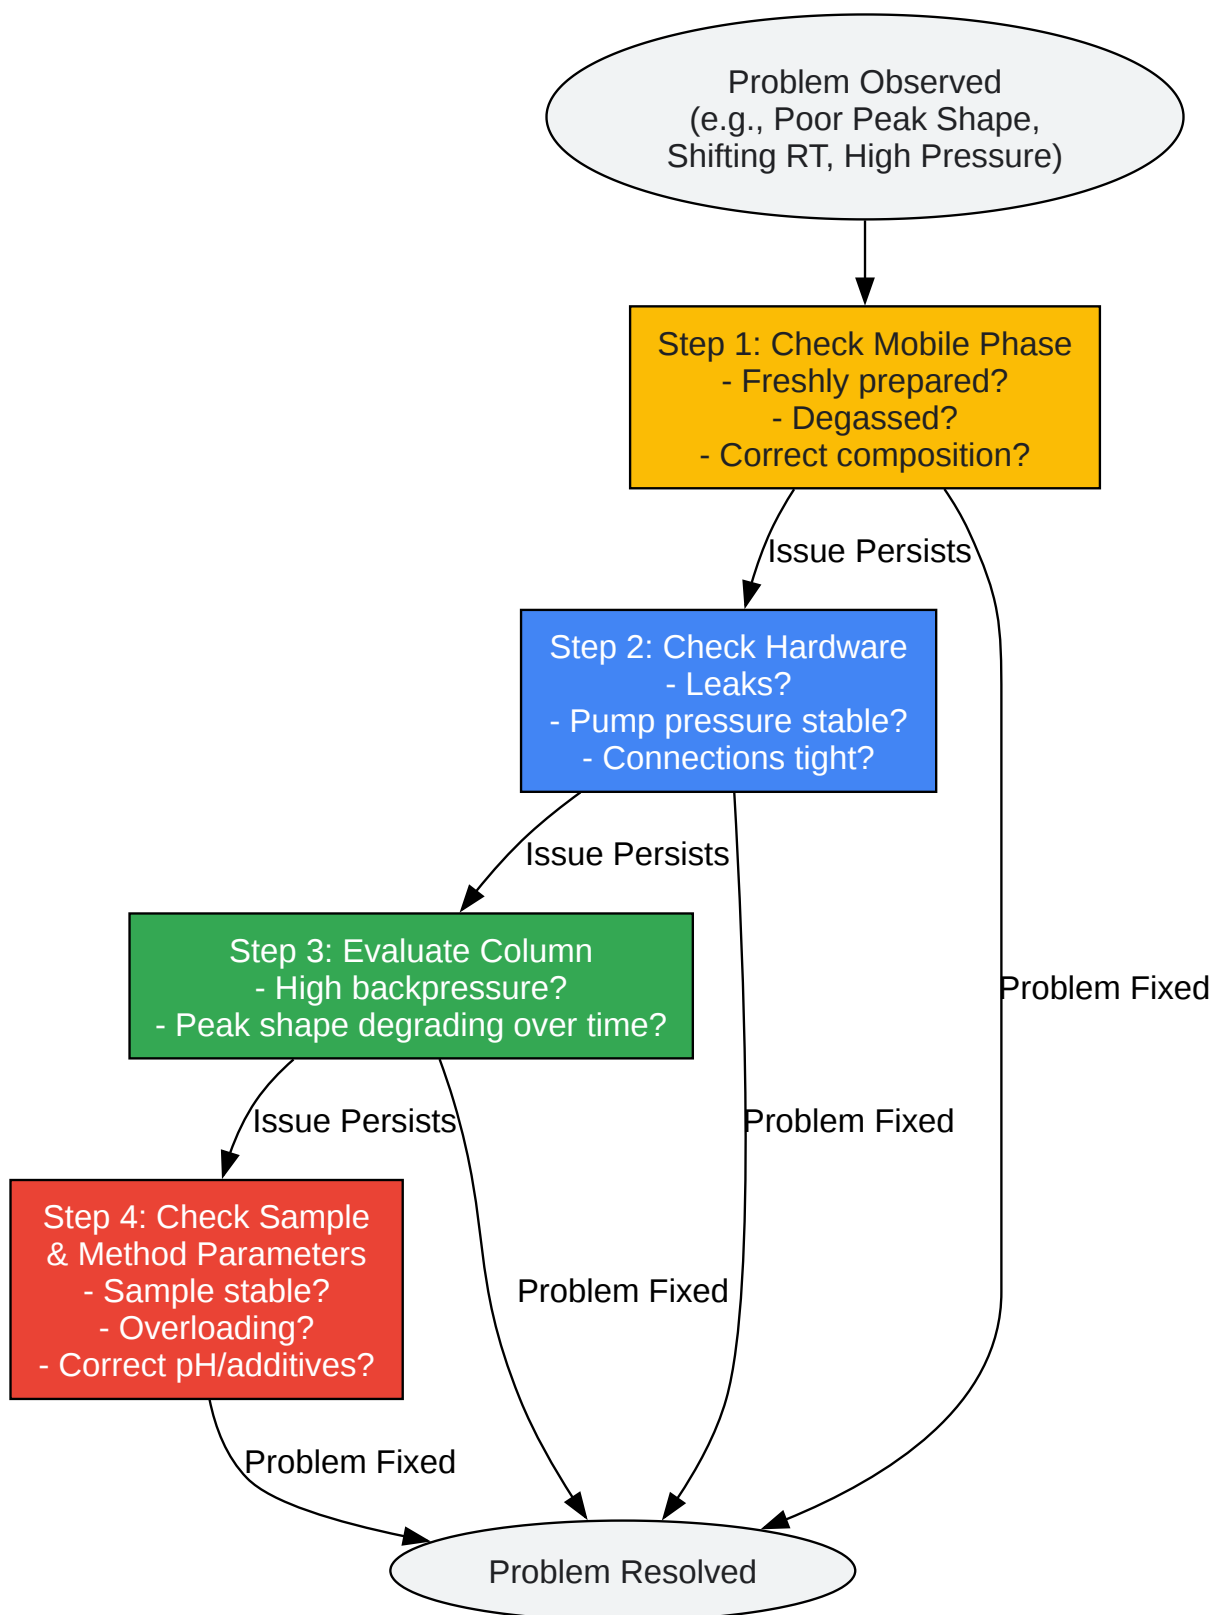 Problem Observed
(e.g., Poor Peak Shape,
Shifting RT, High Pressure)
Step 1: Check Mobile Phase
- Freshly prepared?
- Degassed?
- Correct composition?
Issue Persists
Step 2: Check Hardware
- Leaks?
- Pump pressure stable?
- Connections tight?
Issue Persists
Step 3: Evaluate Column
- High backpressure?
- Peak shape degrading over time?
Problem Fixed
Issue Persists
Problem Fixed
Step 4: Check Sample
& Method Parameters
- Sample stable?
- Overloading?
- Correct pH/additives?
Problem Fixed
Problem Fixed
Problem Resolved